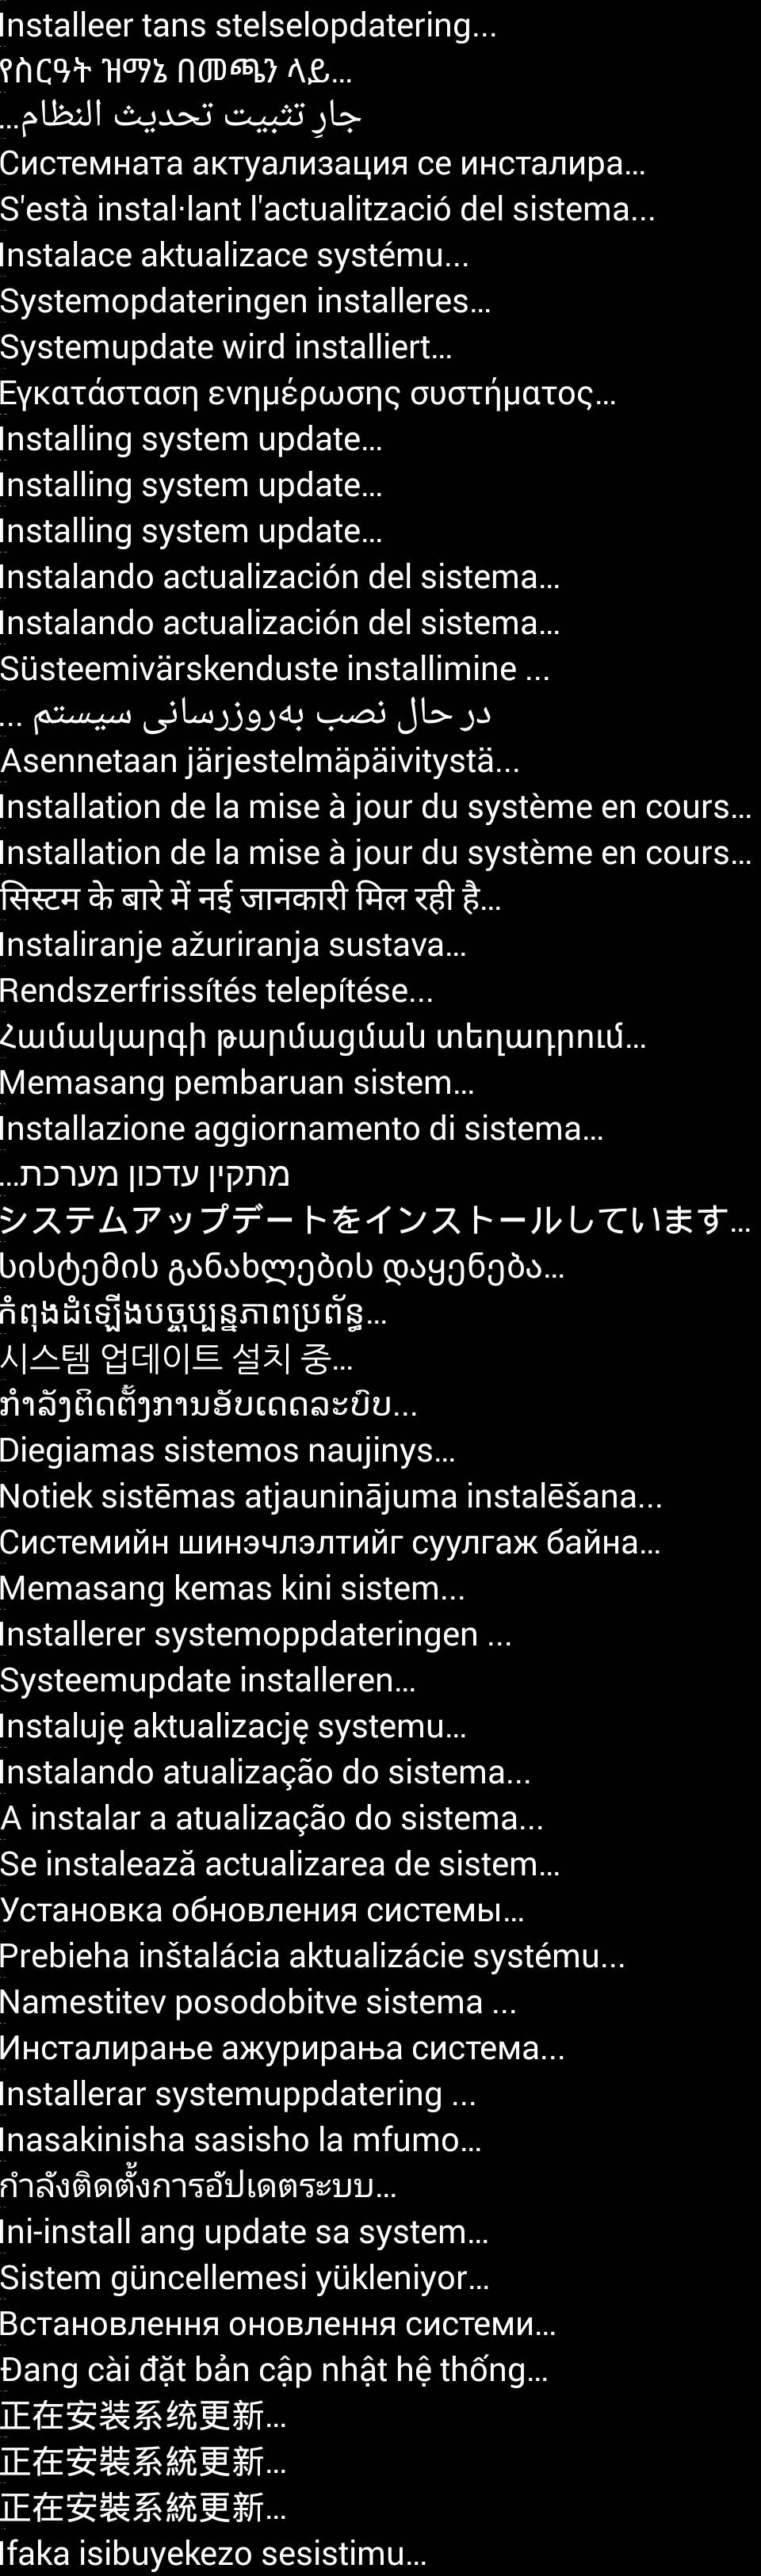 Installeer tans stelselopdatering...
የስርዓት ዝማኔ በመጫን ላይ…
جارٍ تثبيت تحديث النظام…
Системната актуализация се инсталира…
S'està instal·lant l'actualització del sistema...
Instalace aktualizace systému...
Systemopdateringen installeres…
Systemupdate wird installiert…
Εγκατάσταση ενημέρωσης συστήματος…
Installing system update…
Installing system update…
Installing system update…
Instalando actualización del sistema…
Instalando actualización del sistema…
Süsteemivärskenduste installimine ...
در حال نصب به‌روزرسانی سیستم ...
Asennetaan järjestelmäpäivitystä...
Installation de la mise à jour du système en cours…
Installation de la mise à jour du système en cours…
सिस्टम के बारे में नई जानकारी मिल रही है…
Instaliranje ažuriranja sustava…
Rendszerfrissítés telepítése...
Համակարգի թարմացման տեղադրում…
Memasang pembaruan sistem…
Installazione aggiornamento di sistema…
מתקין עדכון מערכת…
システムアップデートをインストールしています…
სისტემის განახლების დაყენება…
កំពុងដំឡើងបច្ចុប្បន្នភាពប្រព័ន្ធ…
시스템 업데이트 설치 중…
ກຳລັງຕິດຕັ້ງການອັບເດດລະບົບ...
Diegiamas sistemos naujinys…
Notiek sistēmas atjauninājuma instalēšana...
Системийн шинэчлэлтийг суулгаж байна…
Memasang kemas kini sistem...
Installerer systemoppdateringen ...
Systeemupdate installeren…
Instaluję aktualizację systemu…
Instalando atualização do sistema...
A instalar a atualização do sistema...
Se instalează actualizarea de sistem…
Установка обновления системы…
Prebieha inštalácia aktualizácie systému...
Namestitev posodobitve sistema ...
Инсталирање ажурирања система...
Installerar systemuppdatering ...
Inasakinisha sasisho la mfumo…
กำลังติดตั้งการอัปเดตระบบ…
Ini-install ang update sa system…
Sistem güncellemesi yükleniyor…
Встановлення оновлення системи…
Đang cài đặt bản cập nhật hệ thống…
正在安装系统更新…
正在安裝系統更新…
正在安裝系統更新…
Ifaka isibuyekezo sesistimu…